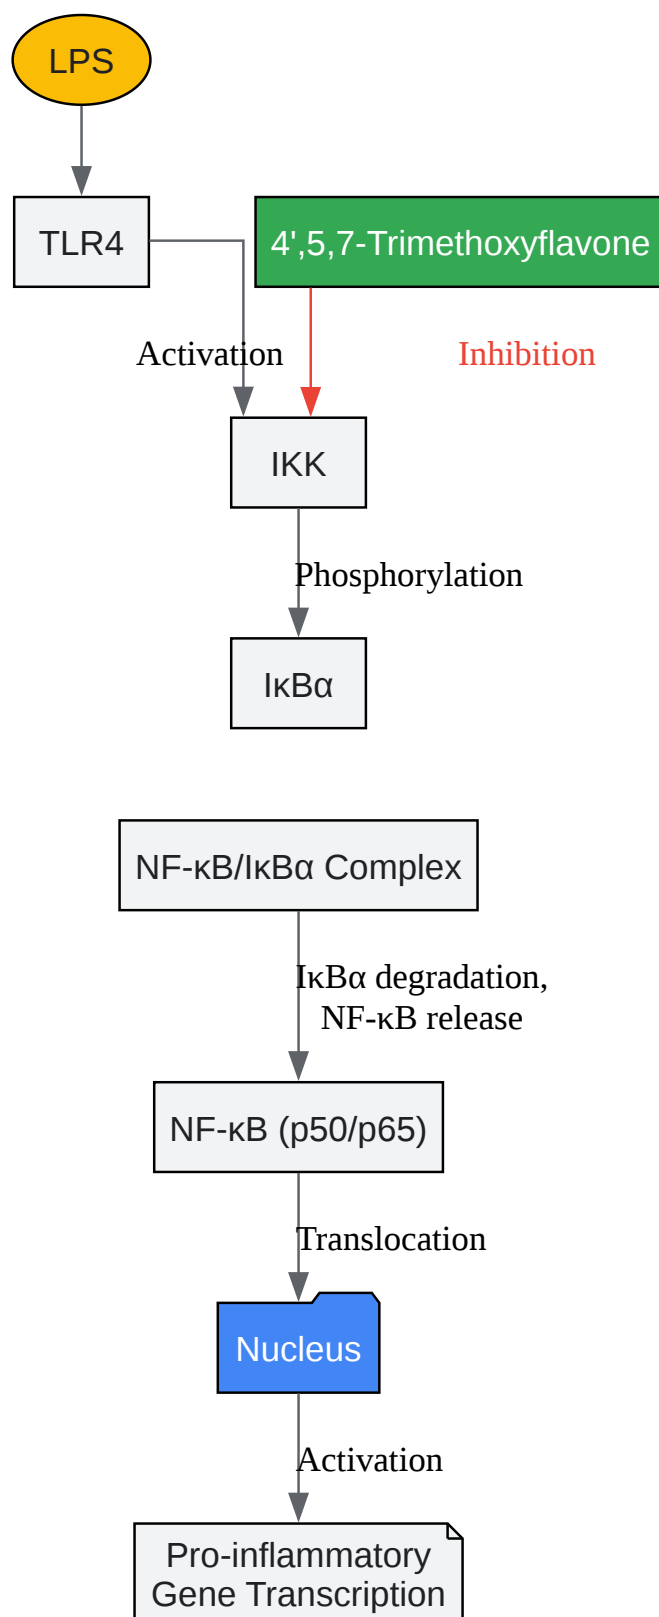 LPS
TLR4
4',5,7-Trimethoxyflavone
Activation
Inhibition
IKK
Phosphorylation
IκBα
NF-κB/IκBα Complex
IκBα degradation,
NF-κB release
NF-κB (p50/p65)
Translocation
Nucleus
Activation
Pro-inflammatory
Gene Transcription